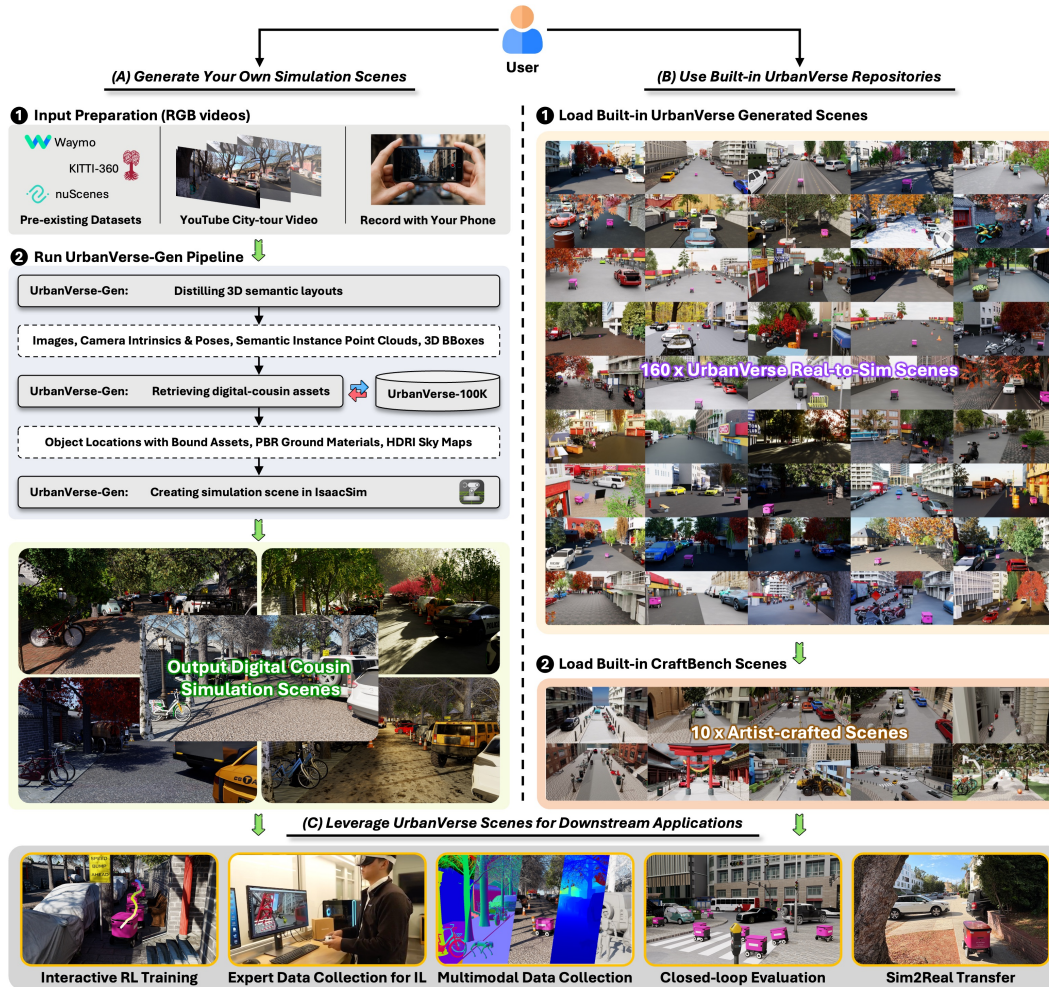 User
(A) Generate Your Own Simulation Scenes
(B) Use Built-in UrbanVerse Repositories
1 Input Preparation (RGB videos)
Waymo
KITTI-360
nuScenes
Pre-existing Datasets
YouTube City-tour Video
Record with Your Phone
2 Run UrbanVerse-Gen Pipeline
UrbanVerse-Gen: Distilling 3D semantic layouts
Images, Camera Intrinsics & Poses, Semantic Instance Point Clouds, 3D BBoxes
UrbanVerse-Gen: Retrieving digital-cousin assets
UrbanVerse-100K
Object Locations with Bound Assets, PBR Ground Materials, HDRI Sky Maps
UrbanVerse-Gen: Creating simulation scene in IsaacSim
Output Digital Cousin
Simulation Scenes
1 Load Built-in UrbanVerse Generated Scenes
160 x UrbanVerse Real-to-Sim Scenes
2 Load Built-in CraftBench Scenes
10 x Artist-crafted Scenes
(C) Leverage UrbanVerse Scenes for Downstream Applications
SPEED
BUMP
AHEAD
Interactive RL Training
Expert Data Collection for IL
Multimodal Data Collection
Closed-loop Evaluation
Sim2Real Transfer